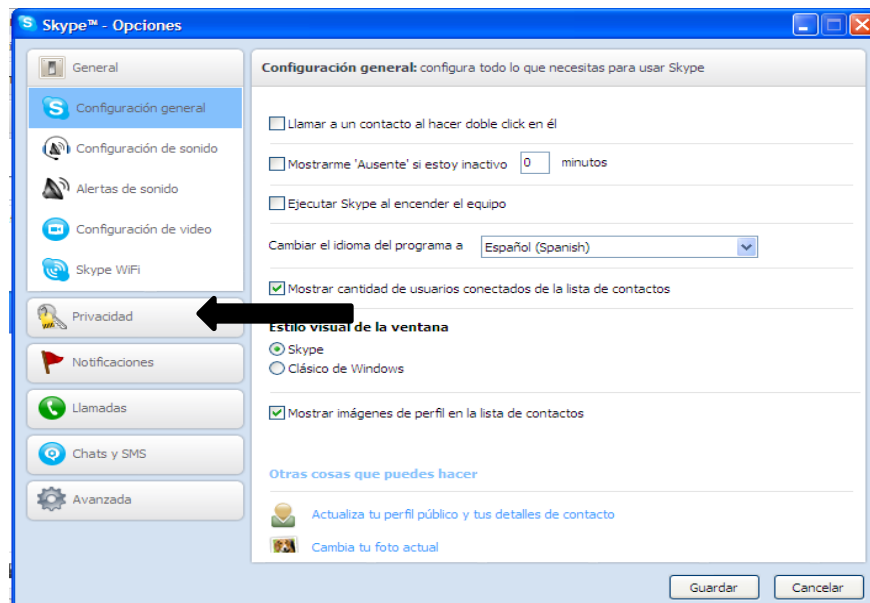 Skype™ - Opciones
General
Configuración general
Configuración de sonido
Alertas de sonido
Configuración de video
Skype WiFi
Privacidad
Notificaciones
Llamadas
Chats y SMS
Avanzada
Configuración general: configura todo lo que necesitas para usar Skype
Llamar a un contacto al hacer doble click en él
Mostrarme 'Ausente' si estoy inactivo 0 minutos
Ejecutar Skype al encender el equipo
Cambiar el idioma del programa a Español (Spanish)
Mostrar cantidad de usuarios conectados de la lista de contactos
Estilo visual de la ventana
Skype
Clásico de Windows
Mostrar imágenes de perfil en la lista de contactos
Otras cosas que puedes hacer
Actualiza tu perfil público y tus detalles de contacto
Cambia tu foto actual
Guardar Cancelar